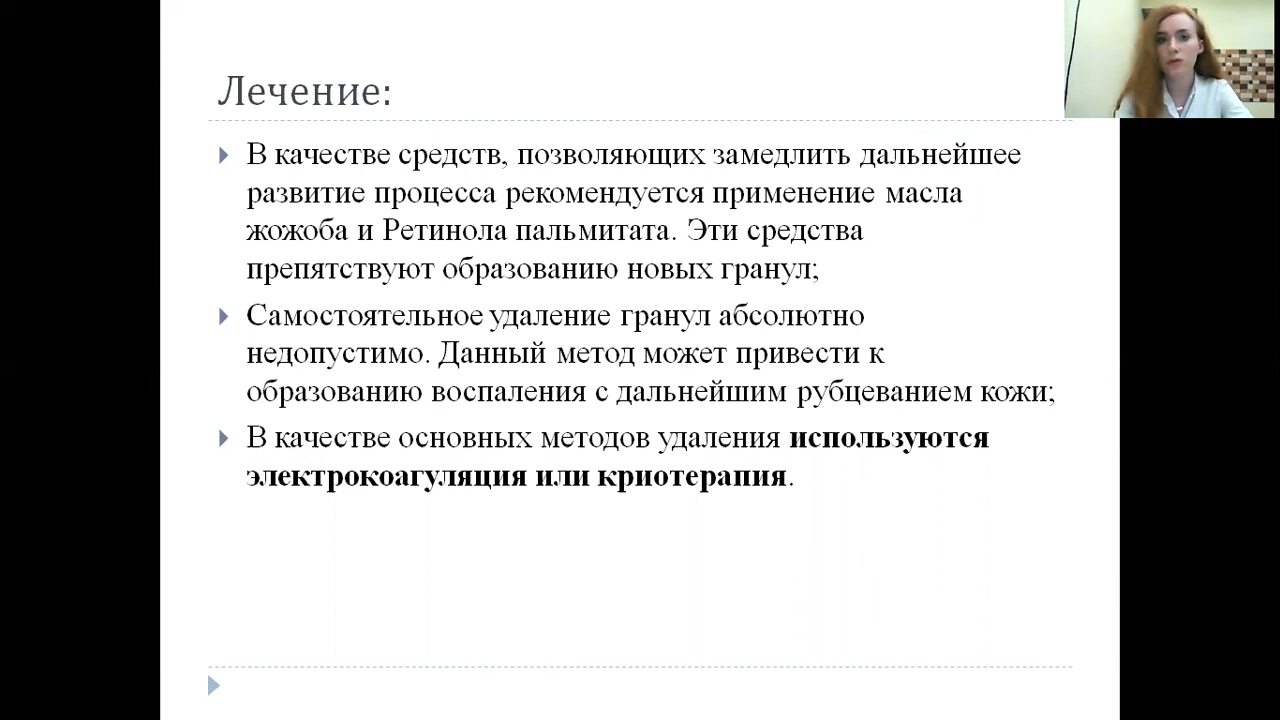 Лечение:
В качестве средств, позволяющих замедлить дальнейшее
развитие процесса рекомендуется применение масла
жожоба и Ретинола пальмитата. Эти средства
препятствуют образованию новых гранул;
Самостоятельное удаление гранул абсолютно
недопустимо. Данный метод может привести к
образованию воспаления с дальнейшим рубцеванием кожи;
В качестве основных методов удаления используются
электрокоагуляция или криотерапия.